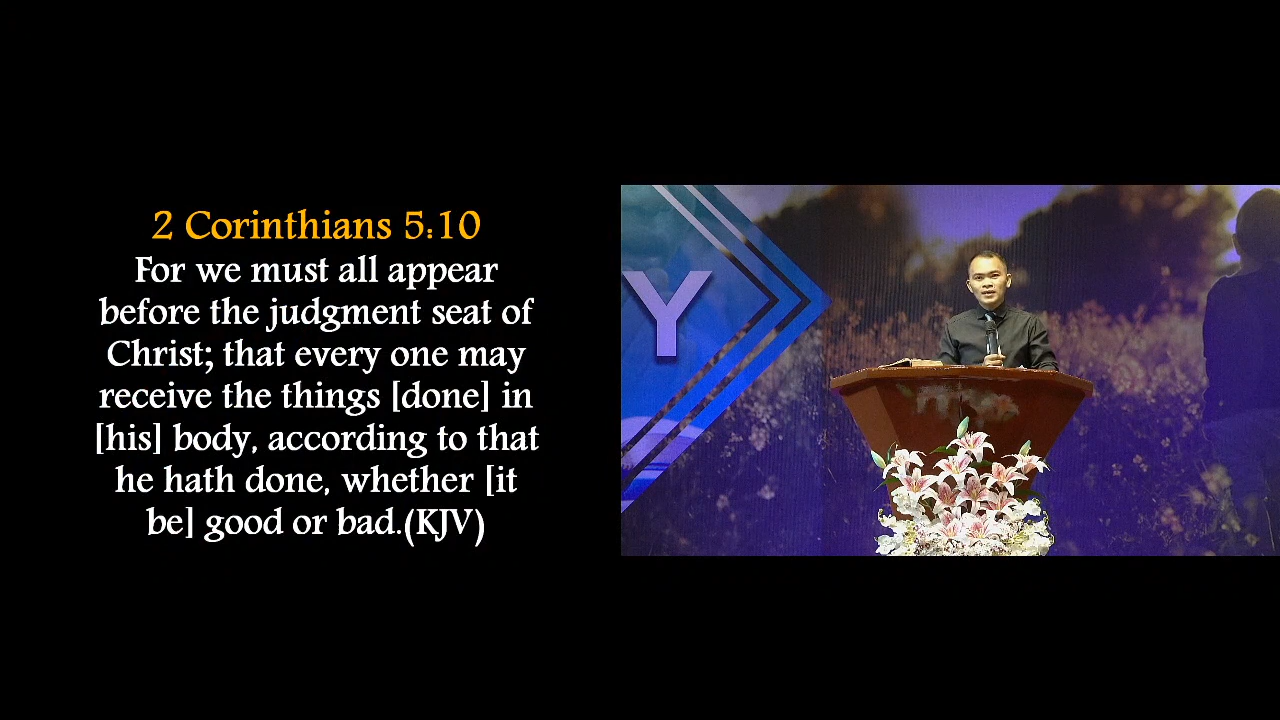 2 Corinthians 5:10
For we must all appear
before the judgment seat of
Christ; that every one may
receive the things [done] in
[his] body, according to that
he hath done, whether [it
be] good or bad.(KJV)
Y